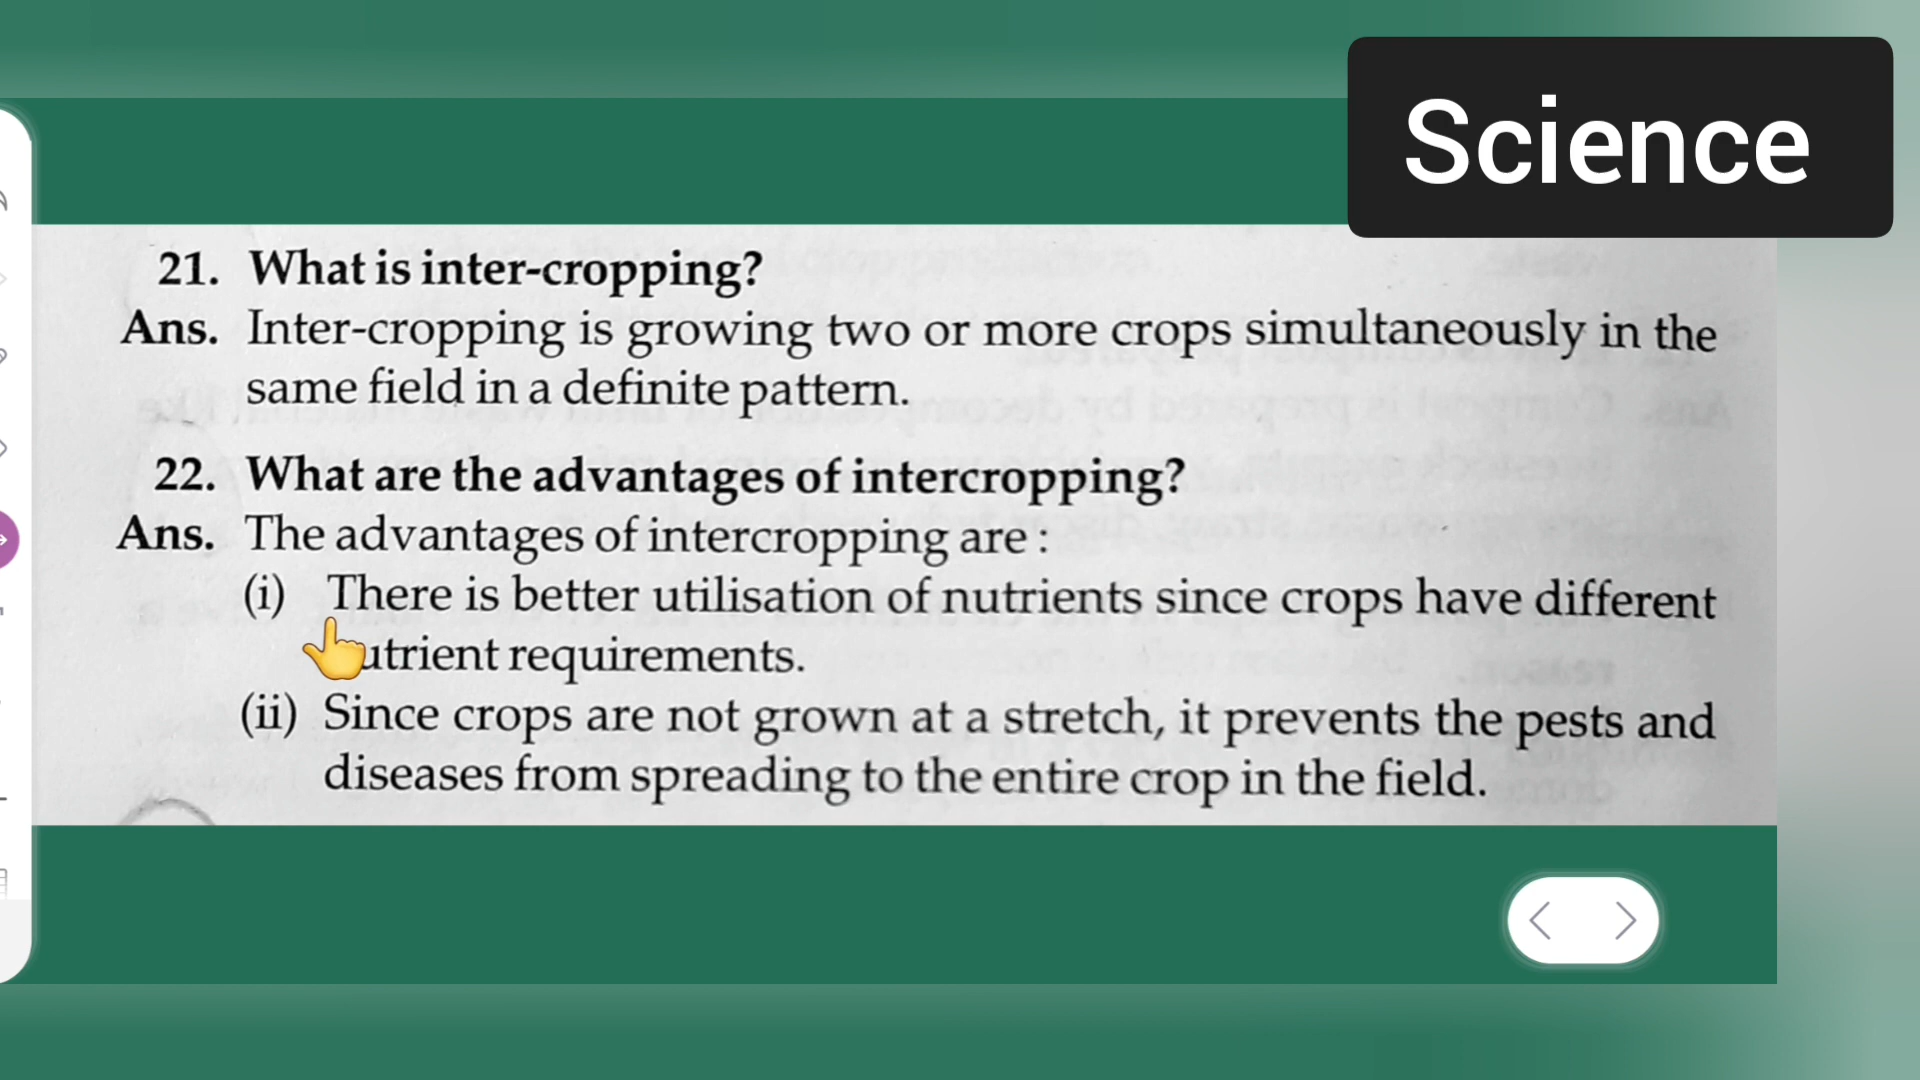 Science
21. What is inter-cropping?
Ans. Inter-cropping is growing two or more crops simultaneously in the
same field in a definite pattern.
22. What are the advantages of intercropping?
Ans. The advantages of intercropping are :
(i) There is better utilisation of nutrients since crops have different
utrient requirements.
(ii) Since crops are not grown at a stretch, it prevents the pests and
diseases from spreading to the entire crop in the field.